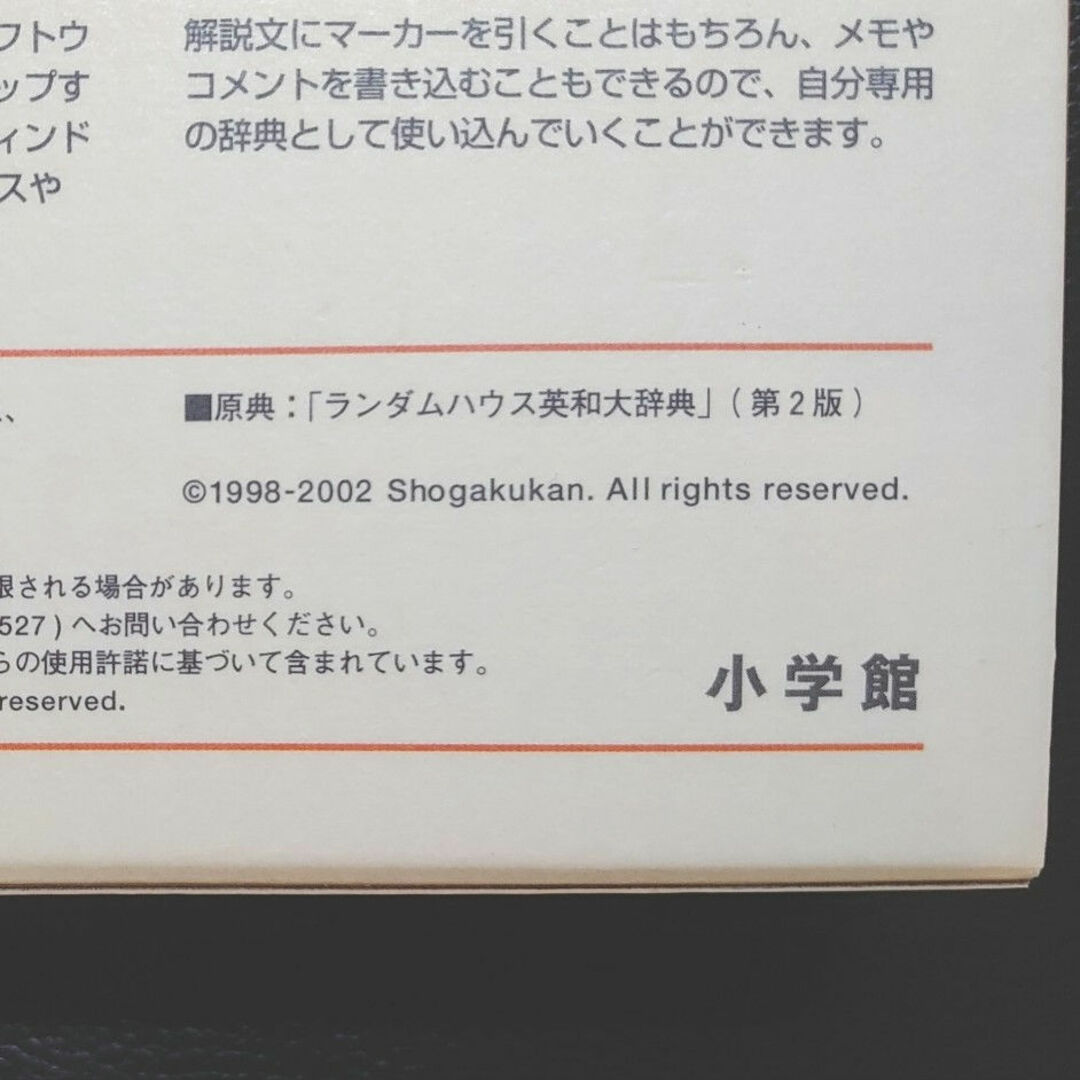 フトウ
ップす
ィンド
スや
解説文にマーカーを引くことはもちろん、メモや
コメントを書き込むこともできるので、自分専用
の辞典として使い込んでいくことができます。
■原典：「ランダムハウス英和大辞典」（第2版）
©1998-2002 Shogakukan. All rights reserved.
限される場合があります。
527）へお問い合わせください。
らの使用許諾に基づいて含まれています。
reserved.
小学館